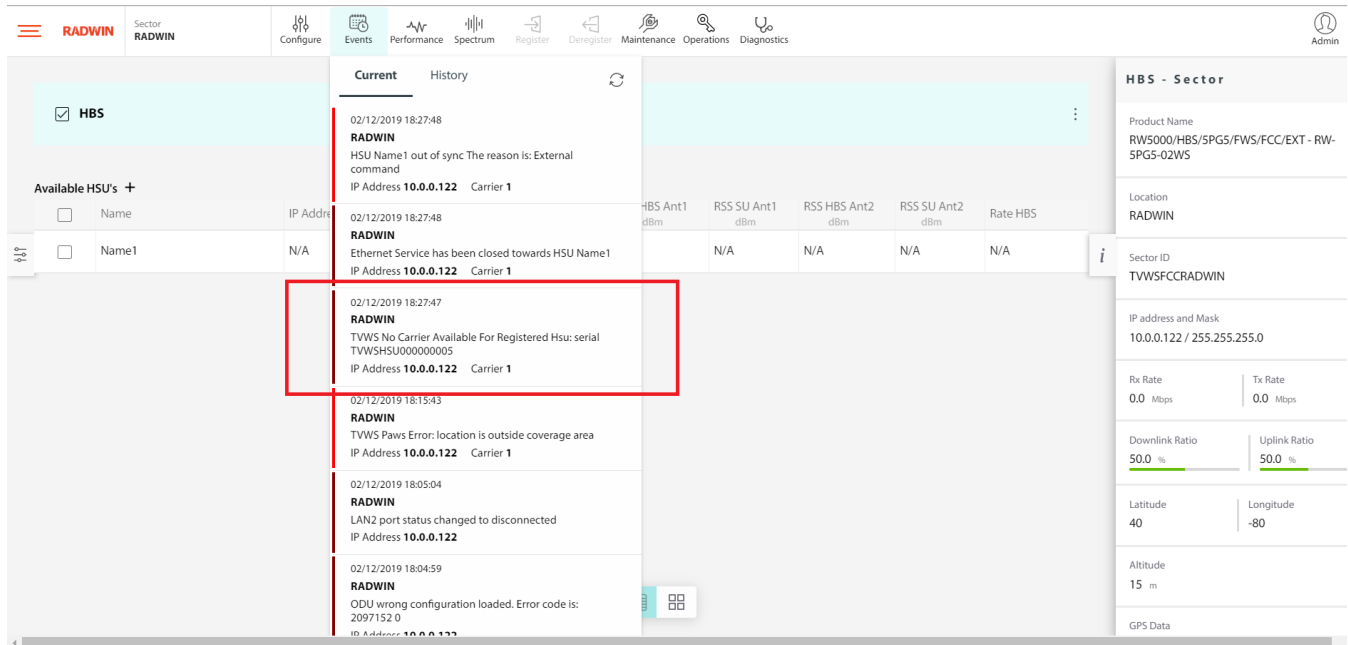 RADWIN
Sector
RADWIN
Configure
Events
Performance
Spectrum
Register
Deregister
Maintenance
Operations
Diagnostics
Admin
Current
History
HBS
02/12/2019 18:27:48
RADWIN
HSU Name1 out of sync The reason is: External
command
IP Address 10.0.0.122 Carrier 1
02/12/2019 18:27:48
RADWIN
Ethernet Service has been closed towards HSU Name1
IP Address 10.0.0.122 Carrier 1
02/12/2019 18:27:47
RADWIN
TVWS No Carrier Available For Registered Hsu: serial
TVWSHSU000000005
IP Address 10.0.0.122 Carrier 1
02/12/2019 18:15:43
RADWIN
TVWS Paws Error: location is outside coverage area
IP Address 10.0.0.122 Carrier 1
02/12/2019 18:05:04
RADWIN
LAN2 port status changed to disconnected
IP Address 10.0.0.122
02/12/2019 18:04:59
RADWIN
ODU wrong configuration loaded. Error code is:
2097152 0
IP Address 10.0.0.122
Available HSU's +
Name
IP Addre
HBS Ant1
dBm
RSS SU Ant1
dBm
RSS HBS Ant2
dBm
RSS SU Ant2
dBm
Rate HBS
Name1
N/A
N/A
N/A
N/A
N/A
i
HBS - Sector
Product Name
RW5000/HBS/5PG5/FWS/FCC/EXT - RW-
5PG5-02WS
Location
RADWIN
Sector ID
TVWSFCCRADWIN
IP address and Mask
10.0.0.122 / 255.255.255.0
Rx Rate
0.0 Mbps
Tx Rate
0.0 Mbps
Downlink Ratio
50.0 %
Uplink Ratio
50.0 %
Latitude
40
Longitude
-80
Altitude
15 m
GPS Data